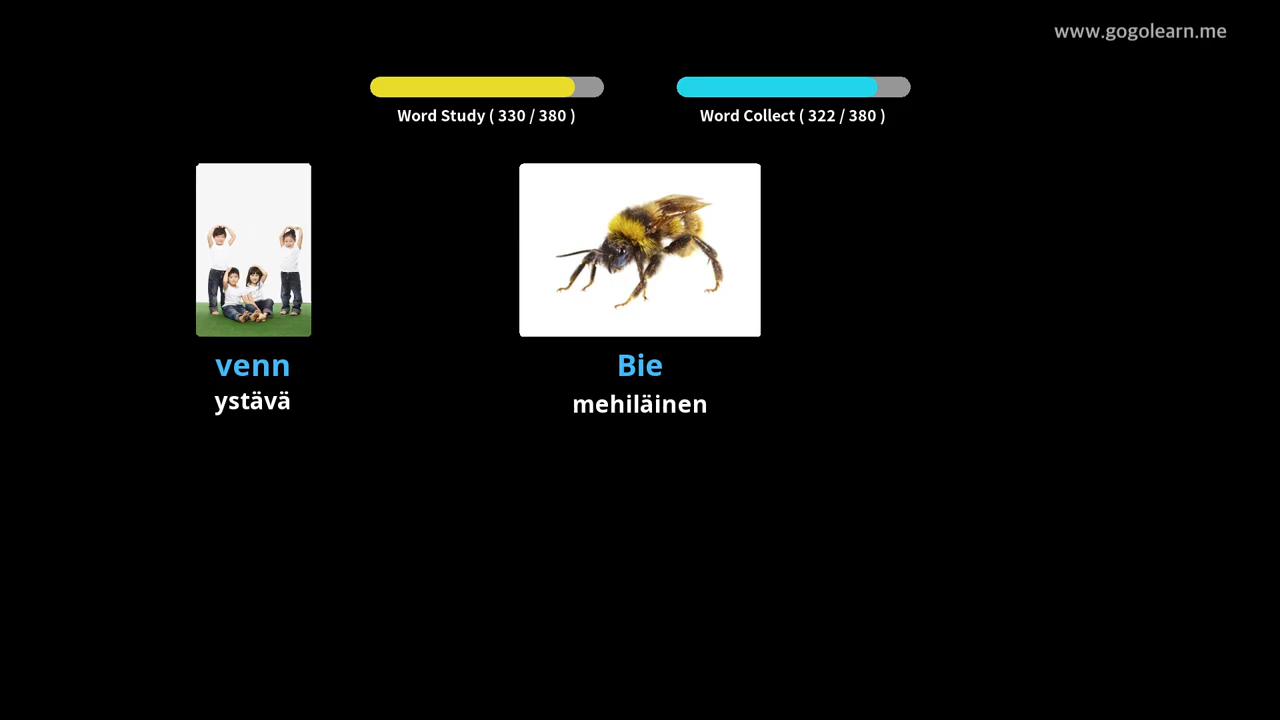 www.gogolearn.me
Word Study ( 330 / 380 )
Word Collect ( 322 / 380 )
venn
ystävä
Bie
mehiläinen